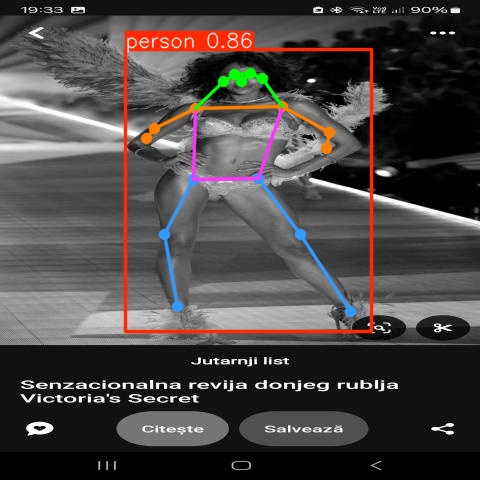 19:33
90%
person 0.86
Jutarnji list
Senzacionalna revija donjeg rublja
Victoria's Secret
Citește
Salvează